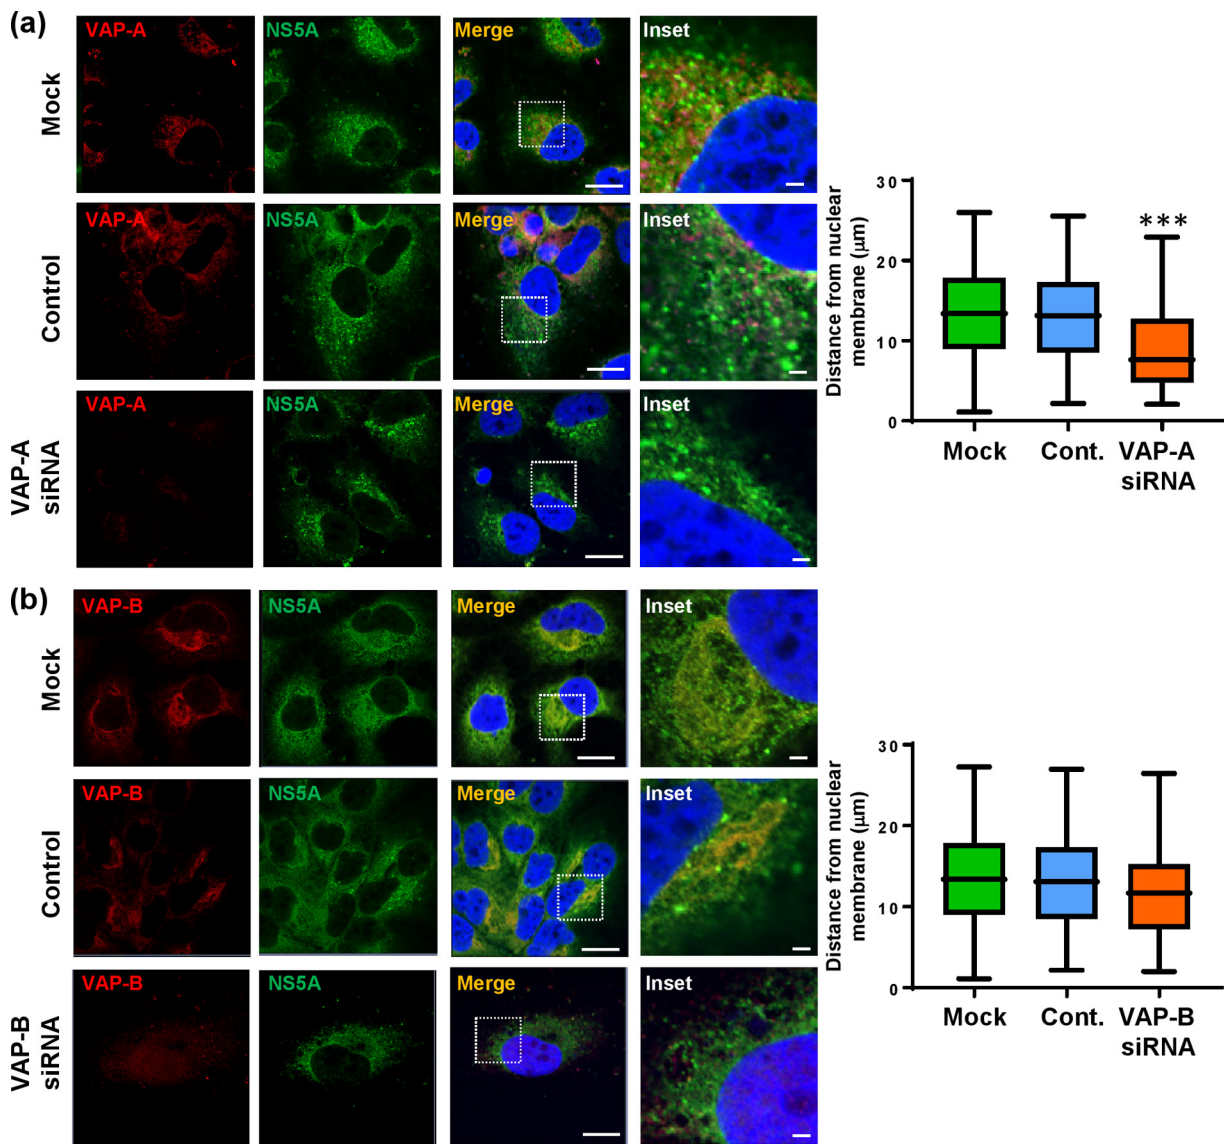 (a)
Mock
VAP-A
NS5A
Merge
Inset
Control
VAP-A
NS5A
Merge
Inset
VAP-A
siRNA
VAP-A
NS5A
Merge
Inset
Distance from nuclear
membrane (µm)
30
20
10
0
***
Mock
Cont.
VAP-A
siRNA
(b)
Mock
VAP-B
NS5A
Merge
Inset
Control
VAP-B
NS5A
Merge
Inset
VAP-B
siRNA
VAP-B
NS5A
Merge
Inset
Distance from nuclear
membrane (µm)
30
20
10
0
Mock
Cont.
VAP-B
siRNA